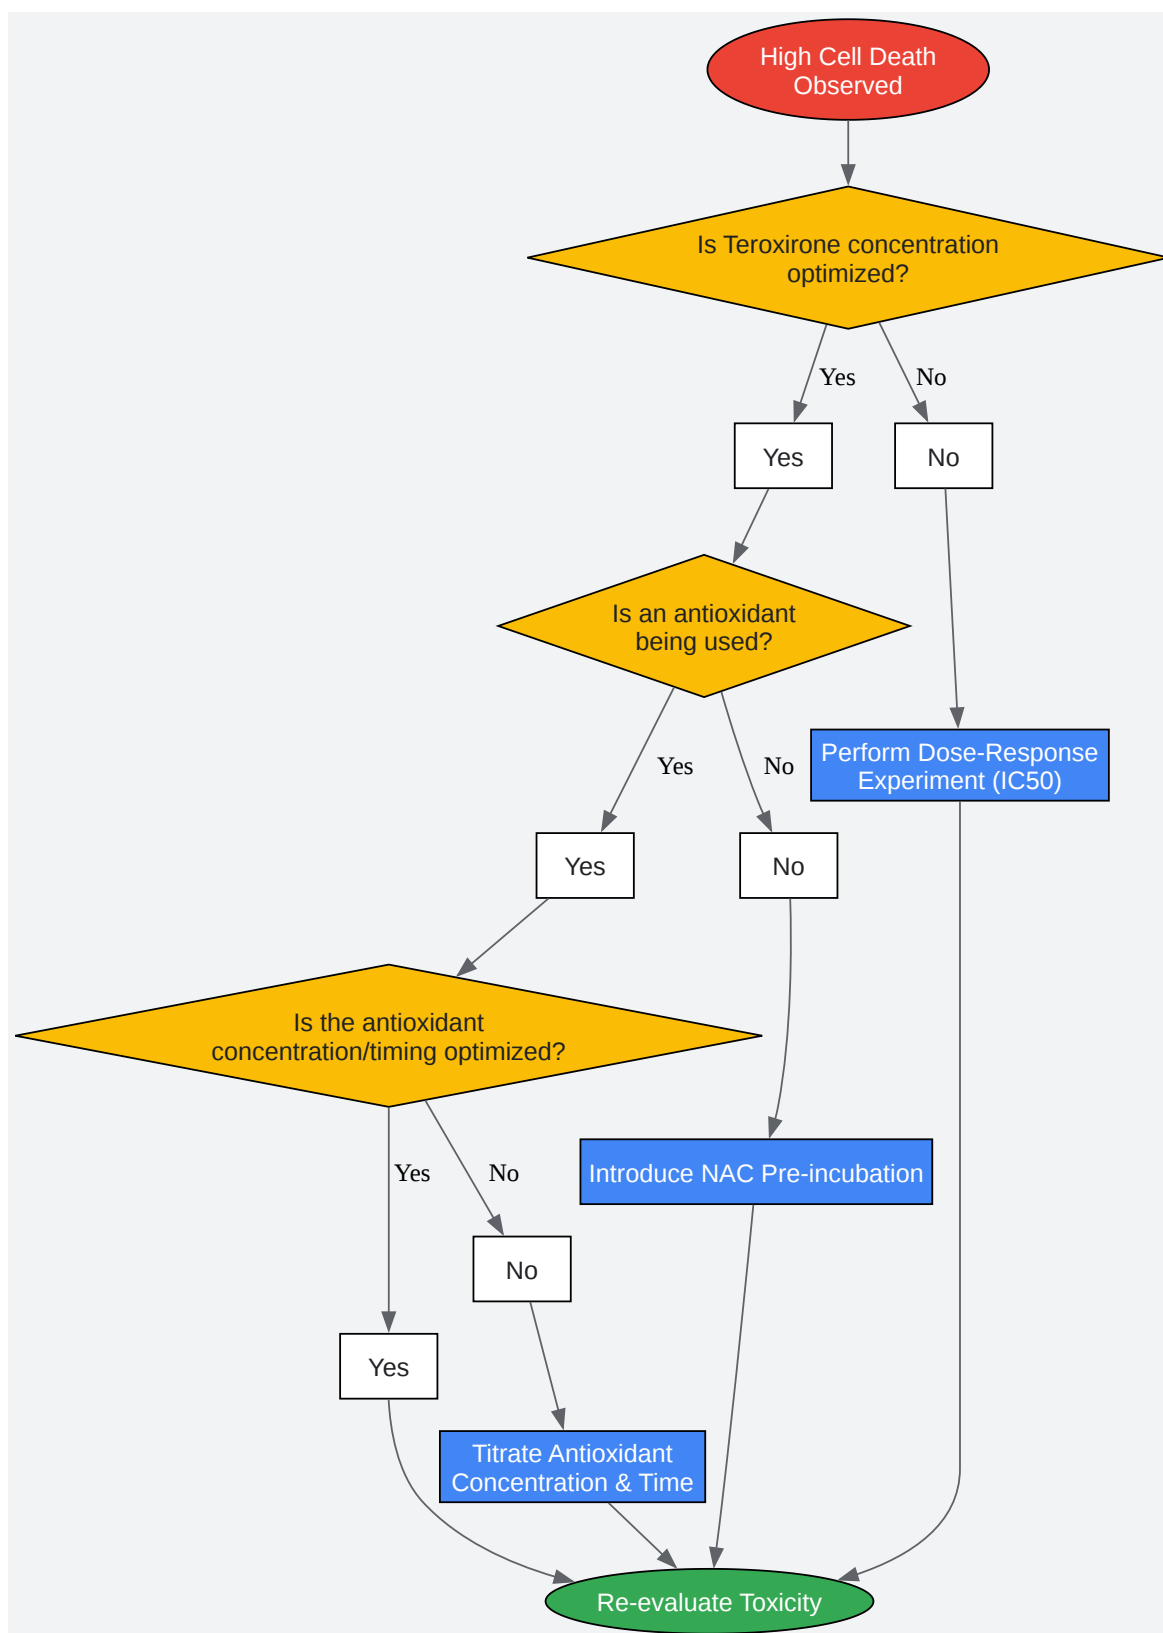 High Cell Death
Observed
Is Teroxirone concentration
optimized?
Yes
No
Yes
No
Is an antioxidant
being used?
Yes
No
Perform Dose-Response
Experiment (IC50)
Yes
No
Is the antioxidant
concentration/timing optimized?
Yes
No
Introduce NAC Pre-incubation
No
Yes
Titrate Antioxidant
Concentration & Time
Re-evaluate Toxicity